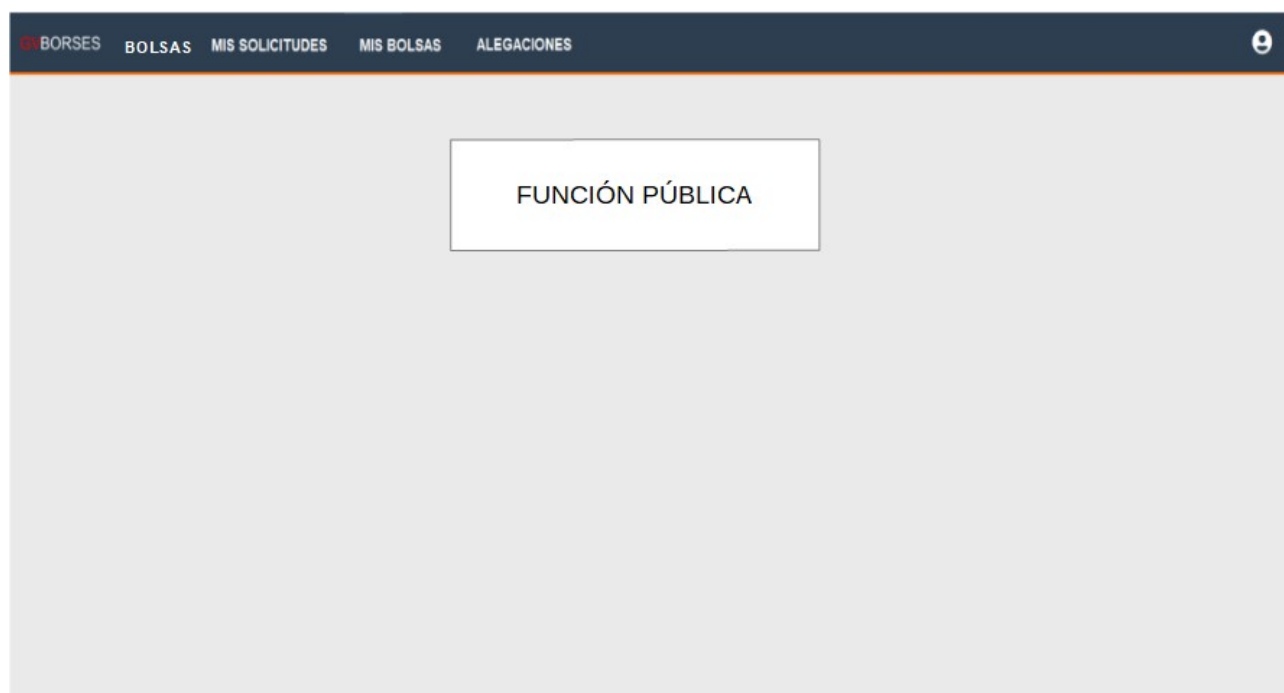 GVBORSES BOLSAS MIS SOLICITUDES MIS BOLSAS ALEGACIONES
FUNCIÓN PÚBLICA